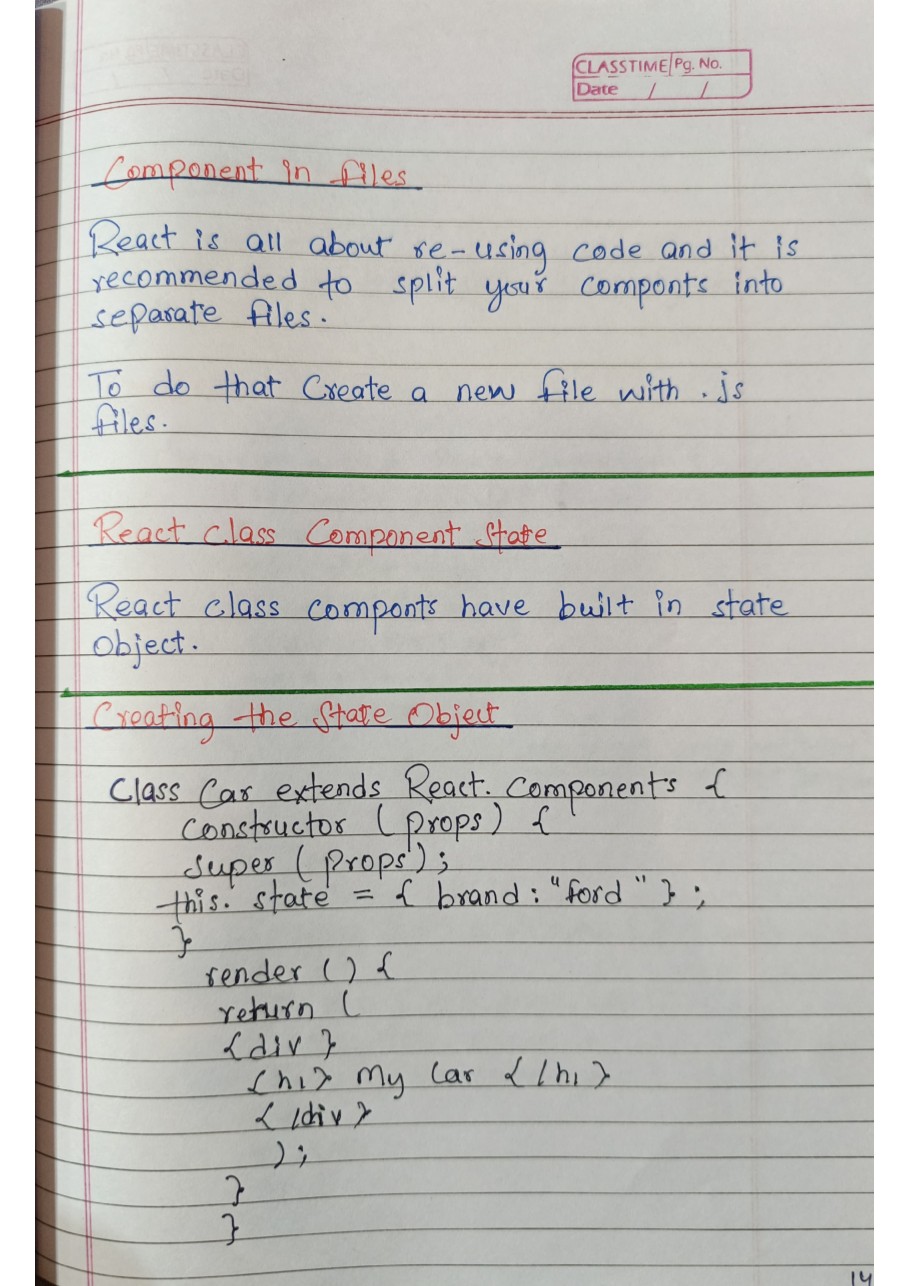 CLASSTIME Pg. No.
Date / /
Component in files
React is all about re-using code and it is
recommended to split your componts into
separate files.
To do that Create a new file with .js
files.
React class Component State
React class componts have built in state
Object.
Creating the State Object
Class Car extends React. Components {
Constructor (props) {
super (props);
this. state = { brand: "ford" };
}
render () {
return (
{div}
{h1} My Car {/h1}
{/div}
);
}
}
14